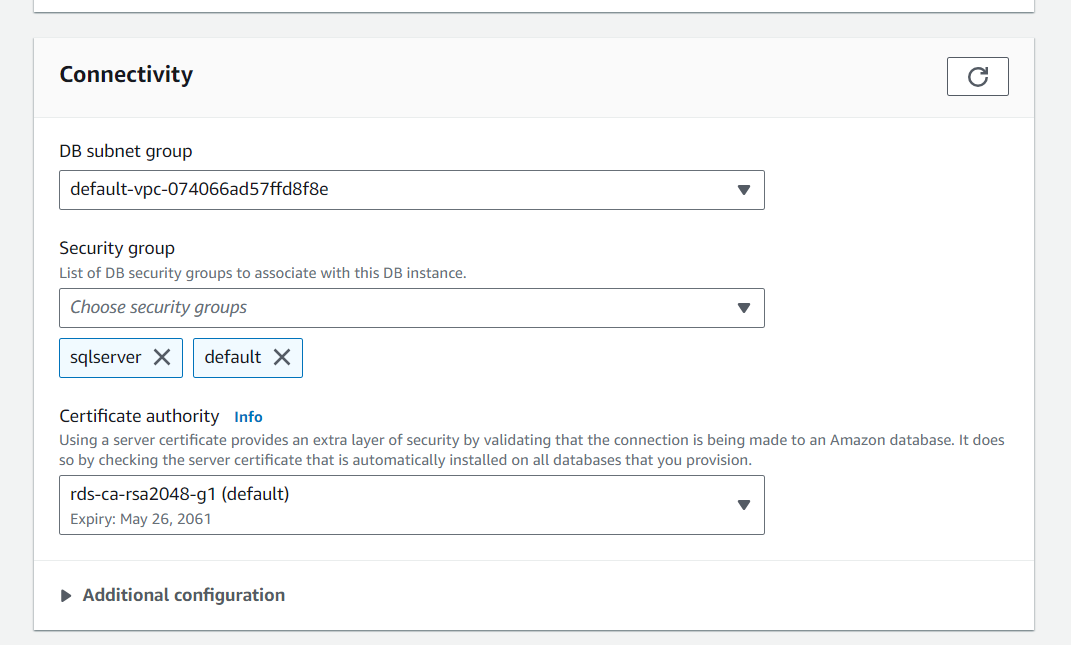 Connectivity
DB subnet group
default-vpc-074066ad57ffd8f8e
Security group
List of DB security groups to associate with this DB instance.
Choose security groups
sqlserver
default
Certificate authority Info
Using a server certificate provides an extra layer of security by validating that the connection is being made to an Amazon database. It does
so by checking the server certificate that is automatically installed on all databases that you provision.
rds-ca-rsa2048-g1 (default)
Expiry: May 26, 2061
Additional configuration